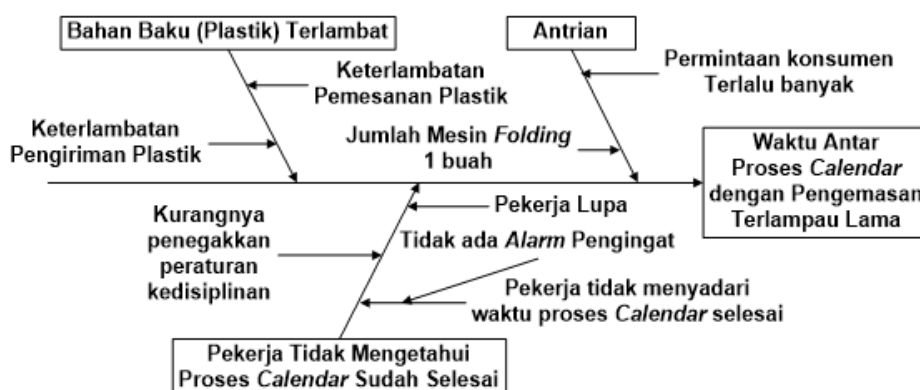 Bahan Baku (Plastik) Terlambat
Antrian
Keterlambatan
Pemesanan Plastik
Permintaan konsumen
Terlalu banyak
Keterlambatan
Pengiriman Plastik
Jumlah Mesin Folding
1 buah
Waktu Antar
Proses Calendar
dengan Pengemasan
Terlampau Lama
Kurangnya
penegakkan
peraturan
kedisiplinan
Pekerja Lupa
Tidak ada Alarm Pengingat
Pekerja tidak menyadari
waktu proses Calendar selesai
Pekerja Tidak Mengetahui
Proses Calendar Sudah Selesai